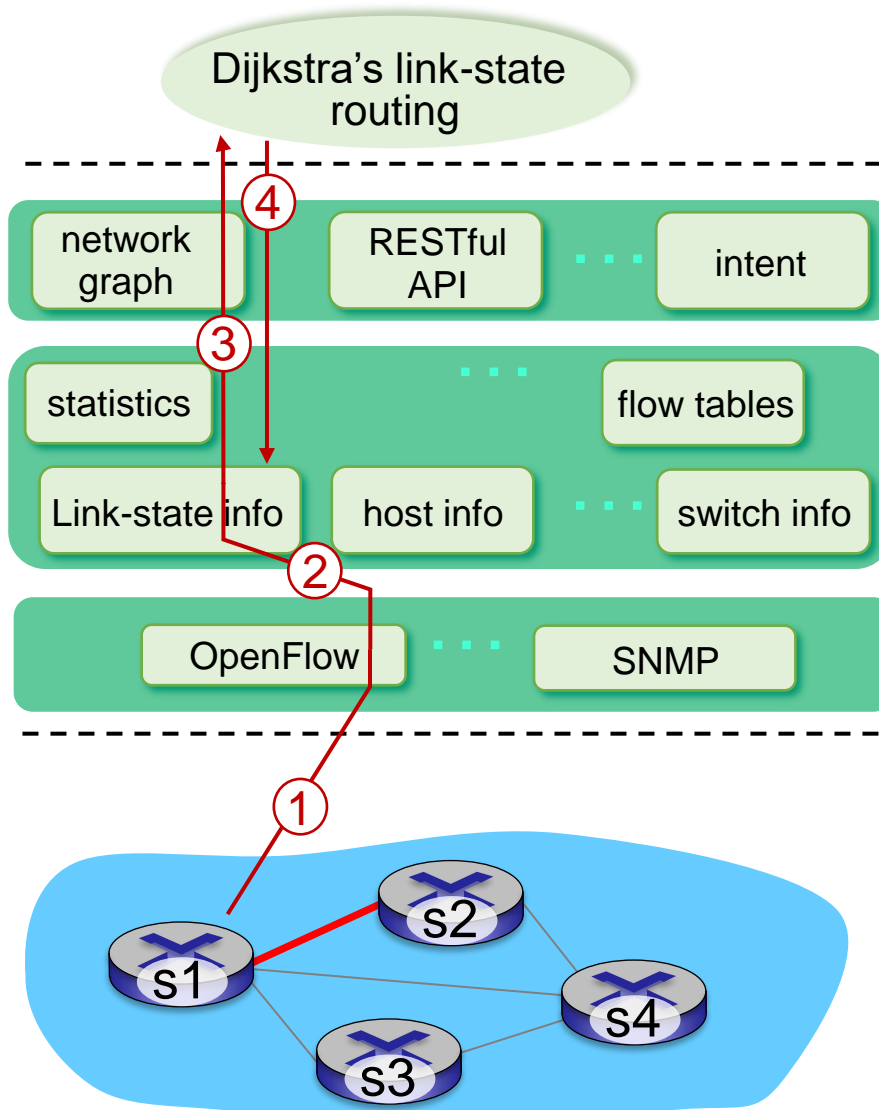 Dijkstra’s link-state
routing
4
network
graph
RESTful
API
. . .
intent
3
statistics
. . .
flow tables
Link-state info
host info
. . .
switch info
2
OpenFlow
. . .
SNMP
1
s2
s1
s4
s3